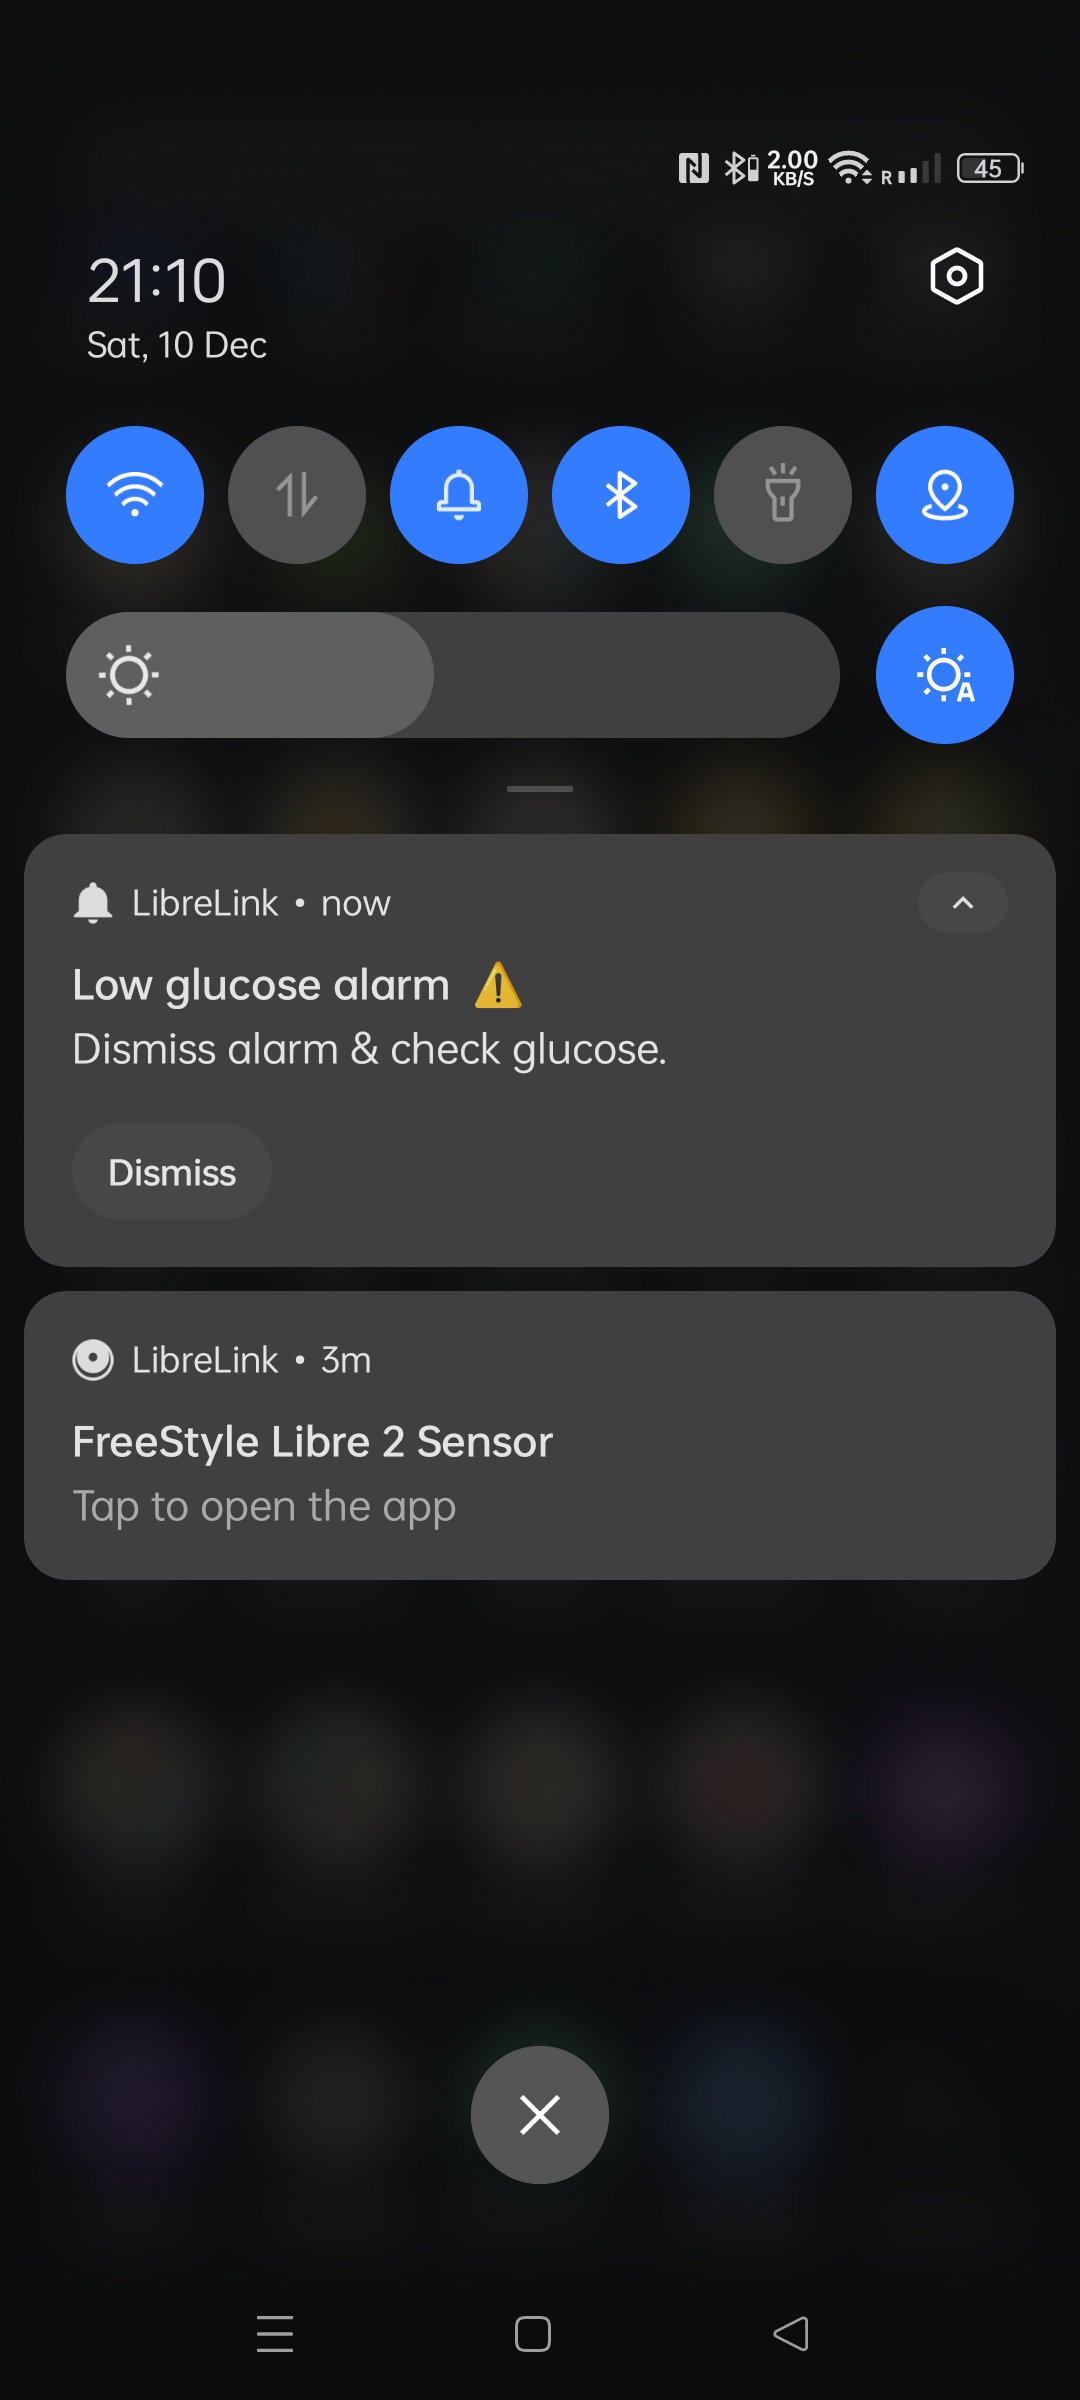 2.00
KB/S
R
45
21:10
Sat, 10 Dec
A
LibreLink • now
Low glucose alarm ⚠️
Dismiss alarm & check glucose.
Dismiss
LibreLink • 3m
FreeStyle Libre 2 Sensor
Tap to open the app